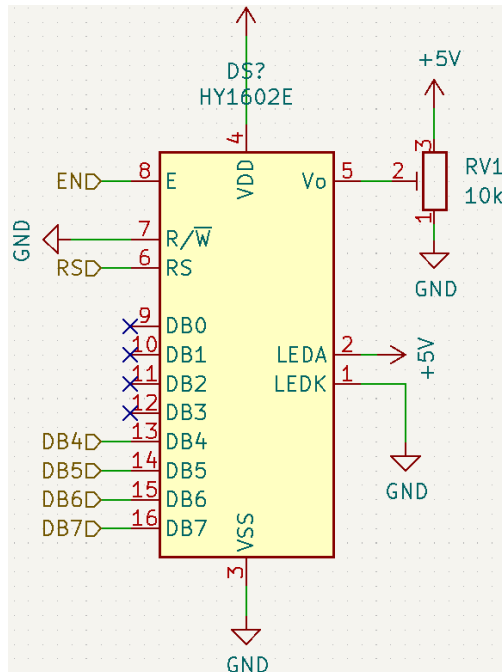 DS?
HY1602E
+5V
4
VDD
3
EN
8
E
Vo
5
2
RV1
10k
1
GND
7
R/W
RS
6
RS
GND
9
DB0
10
DB1
LEDA
2
+5V
11
DB2
LEDK
1
12
DB3
DB4
13
DB4
DB5
14
DB5
GND
DB6
15
DB6
DB7
16
DB7
VSS
3
GND